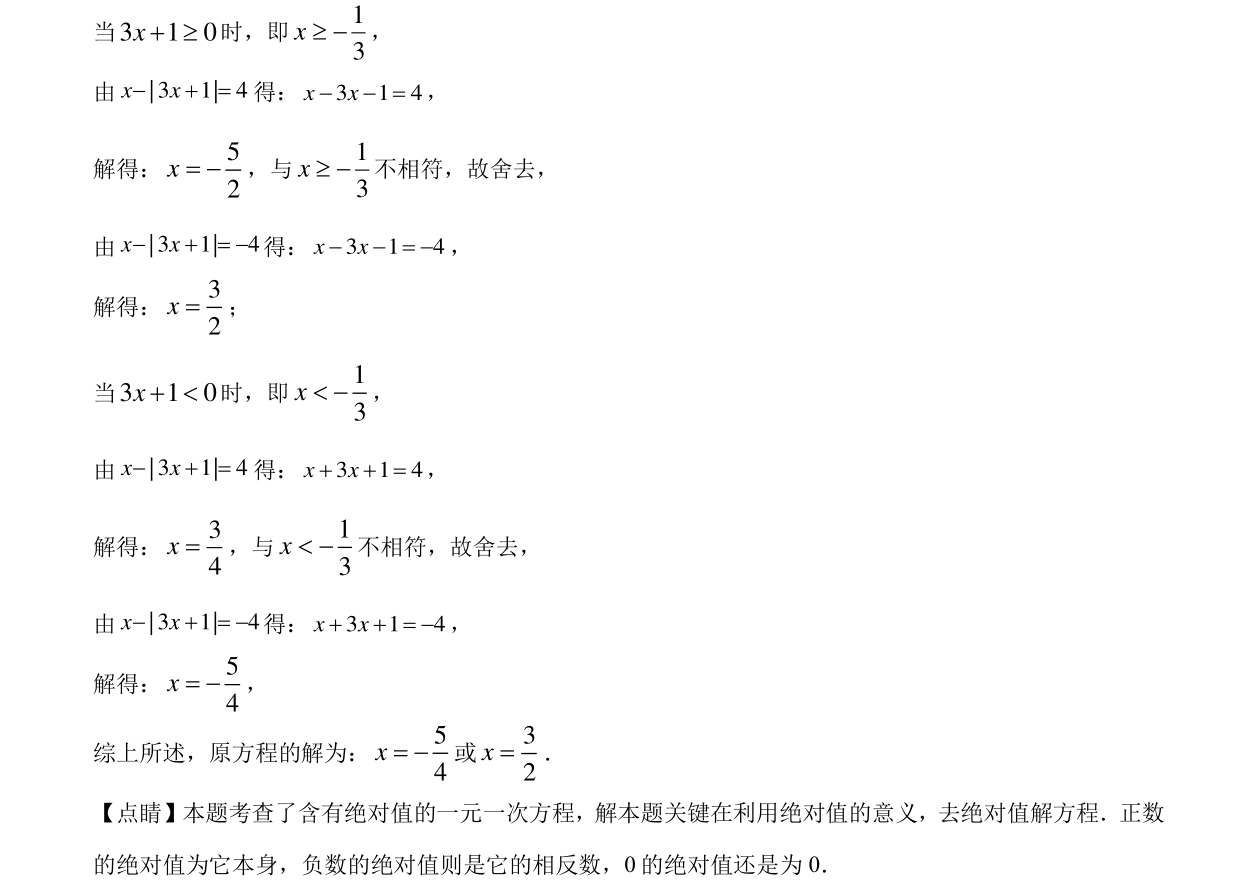 当3x+1≥0时，即x≥−1/3，
由x−|3x+1|=4得：x−3x−1=4，
解得：x=−5/2，与x≥−1/3不相符，故舍去，
由x−|3x+1|=−4得：x−3x−1=−4，
解得：x=3/2；
当3x+1<0时，即x<−1/3，
由x−|3x+1|=4得：x+3x+1=4，
解得：x=3/4，与x<−1/3不相符，故舍去，
由x−|3x+1|=−4得：x+3x+1=−4，
解得：x=−5/4，
综上所述，原方程的解为：x=−5/4或x=3/2．
【点睛】本题考查了含有绝对值的一元一次方程，解本题关键在利用绝对值的意义，去绝对值解方程．正数
的绝对值为它本身，负数的绝对值则是它的相反数，0的绝对值还是为0．